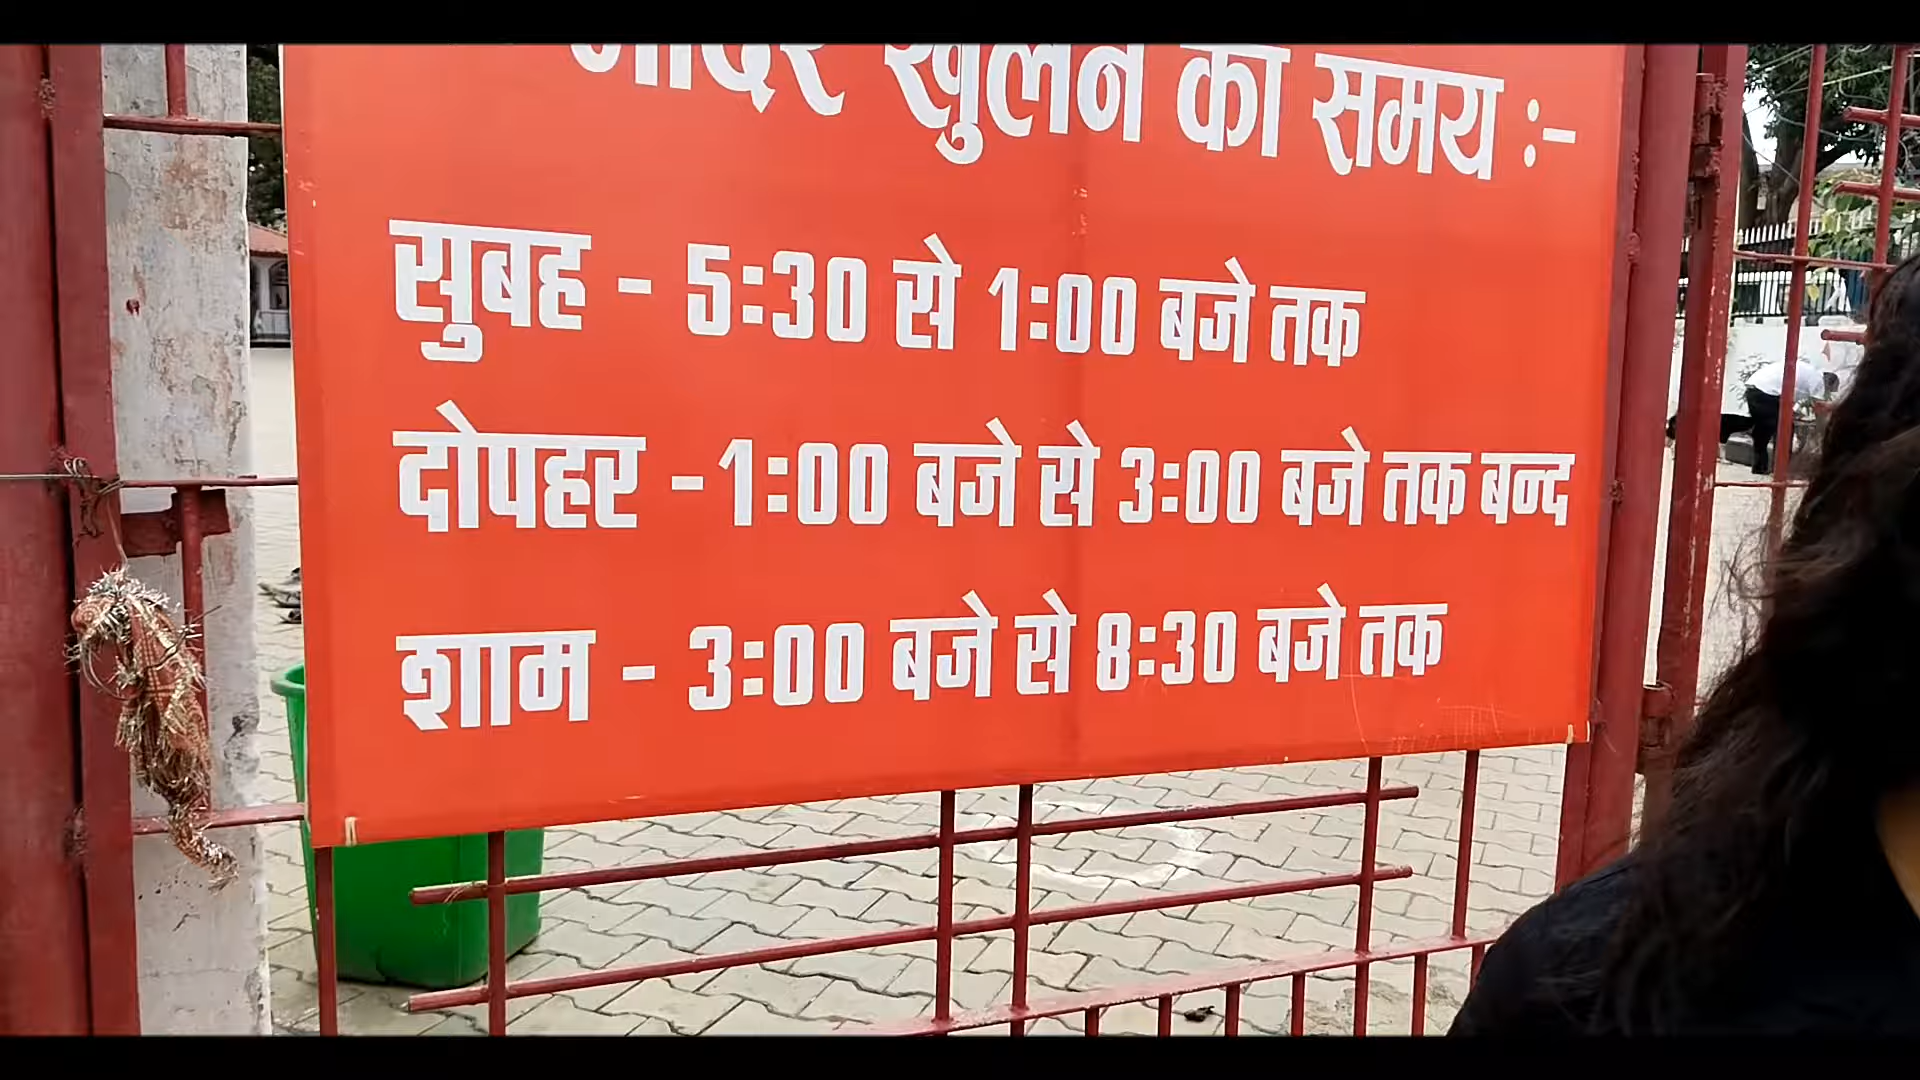 मंदिर खुलने का समय :-
सुबह - 5:30 से 1:00 बजे तक
दोपहर -1:00 बजे से 3:00 बजे तक बन्द
शाम - 3:00 बजे से 8:30 बजे तक